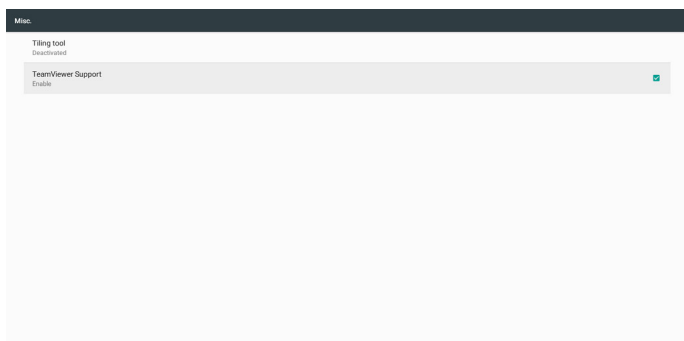 Misc.
Tiling tool
Deactivated
TeamViewer Support
Enable